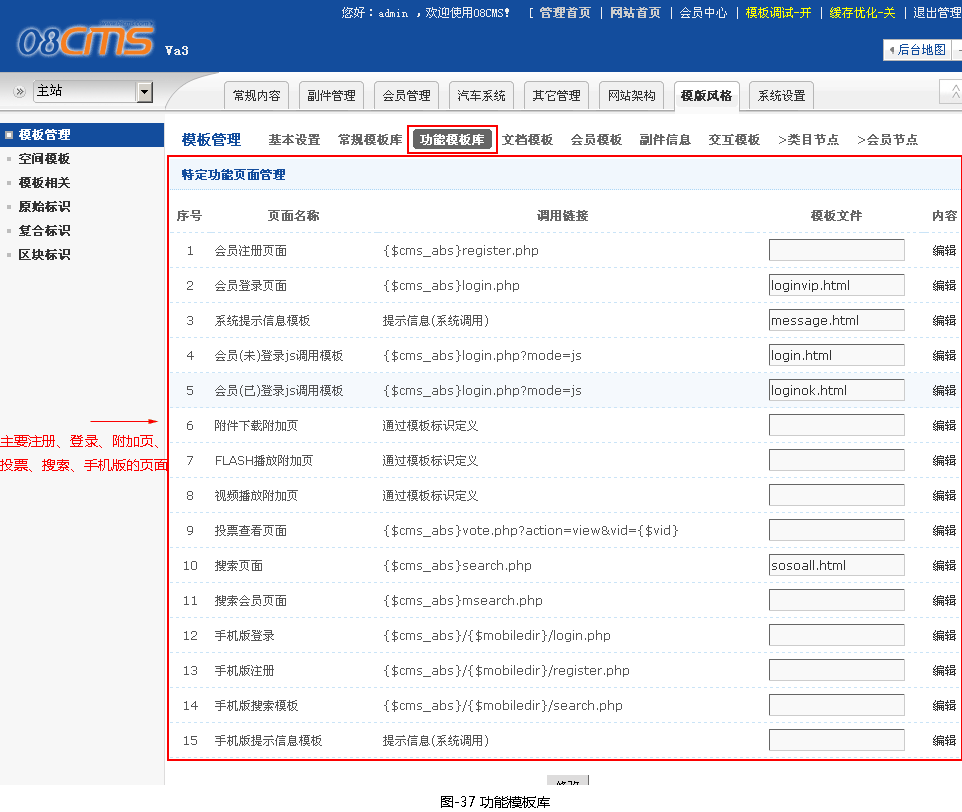 您好：admin ，欢迎使用08CMS! [ 管理首页 | 网站首页 | 会员中心 | 模板调试-开 | 缓存优化-关 | 退出管理
08CMS Va3
后台地图
主站
常规内容 副件管理 会员管理 汽车系统 其它管理 网站架构 模版风格 系统设置
模板管理
空间模板
模板相关
原始标识
复合标识
区块标识
主要注册、登录、附加页、
投票、搜索、手机版的页面
模板管理 基本设置 常规模板库 功能模板库 文档模板 会员模板 副件信息 交互模板 >类目节点 >会员节点
特定功能页面管理
序号 页面名称 调用链接 模板文件 内容
1 会员注册页面 {$cms_abs}register.php 编辑
2 会员登录页面 {$cms_abs}login.php loginvip.html 编辑
3 系统提示信息模板 提示信息(系统调用) message.html 编辑
4 会员(未)登录js调用模板 {$cms_abs}login.php?mode=js login.html 编辑
5 会员(已)登录js调用模板 {$cms_abs}login.php?mode=js loginok.html 编辑
6 附件下载附加页 通过模板标识定义 编辑
7 FLASH播放附加页 通过模板标识定义 编辑
8 视频播放附加页 通过模板标识定义 编辑
9 投票查看页面 {$cms_abs}vote.php?action=view&vid={$vid} 编辑
10 搜索页面 {$cms_abs}search.php sosoall.html 编辑
11 搜索会员页面 {$cms_abs}msearch.php 编辑
12 手机版登录 {$cms_abs}/{$mobiledir}/login.php 编辑
13 手机版注册 {$cms_abs}/{$mobiledir}/register.php 编辑
14 手机版搜索模板 {$cms_abs}/{$mobiledir}/search.php 编辑
15 手机版提示信息模板 提示信息(系统调用) 编辑
图-37 功能模板库